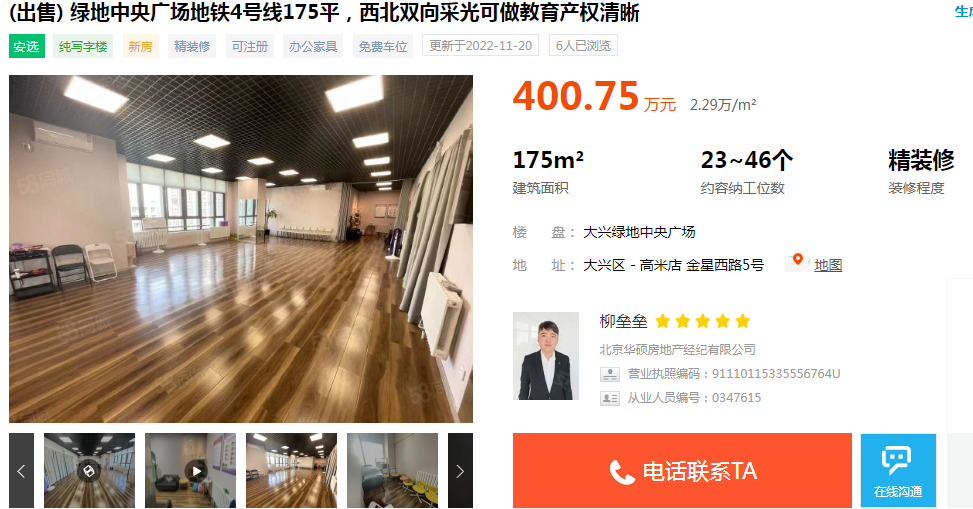 (出售) 绿地中央广场地铁4号线175平，西北双向采光可做教育产权清晰
安选 纯写字楼 新房 精装修 可注册 办公家具 免费车位 更新于2022-11-20 6人已浏览
400.75 万元 2.29万/m²
175m² 23~46个 精装修
建筑面积 约容纳工位数 装修程度
楼 盘： 大兴绿地中央广场
地 址： 大兴区 - 高米店 金星西路5号 地图
柳垒垒
北京华硕房地产经纪有限公司
营业执照编码：91110115335556764U
从业人员编号：0347615
电话联系TA
在线沟通